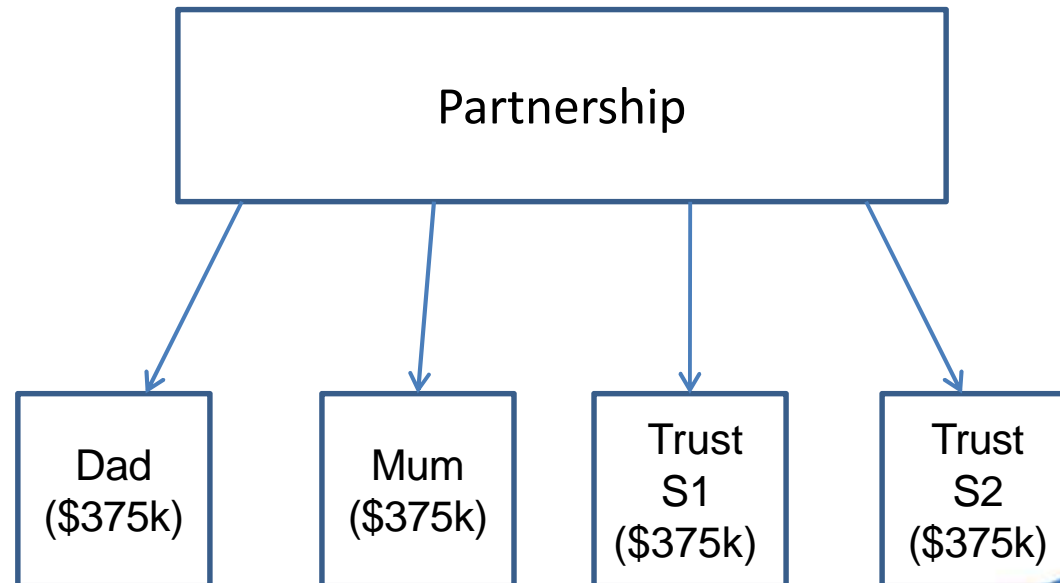 Partnership
Dad
($375k)
Mum
($375k)
Trust
S1
($375k)
Trust
S2
($375k)